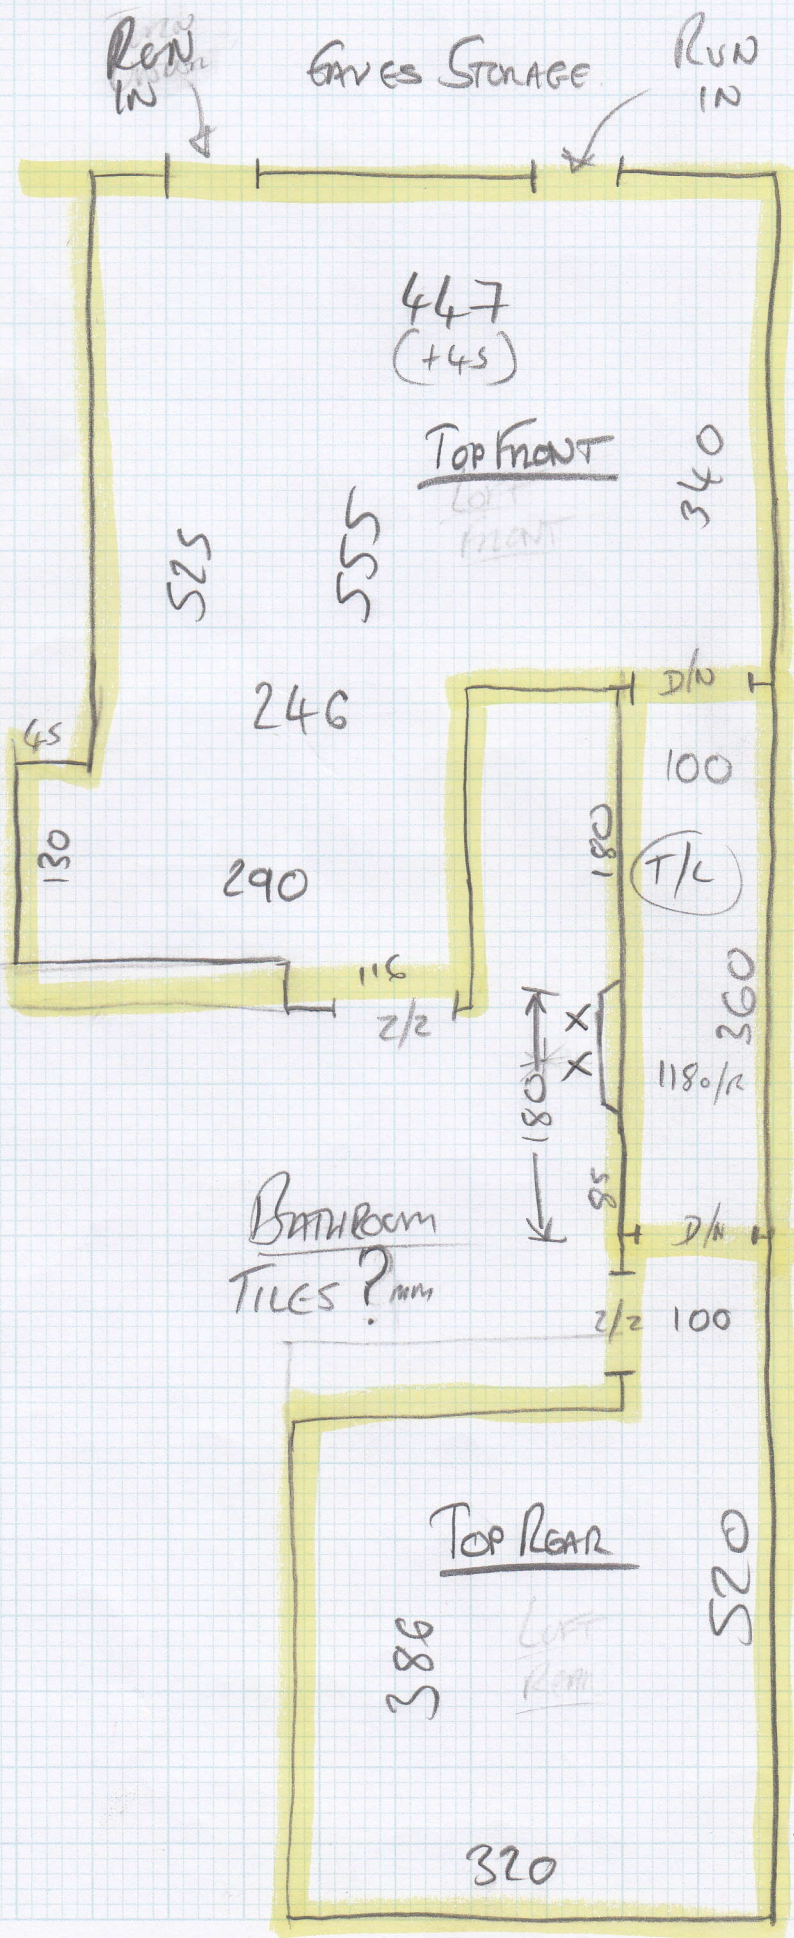 RUN
IN
EAVES STORAGE
RUN
IN
447
(+45)
TOP FRONT
LOFT
FRONT
340
525
555
246
45
D/N
100
130
180
T/L
290
116
2/2
360
X
X
180
1180/R
85
BATHROOM
TILES ? mm
D/N
2/2
100
TOP REAR
LOFT
REAR
520
386
320